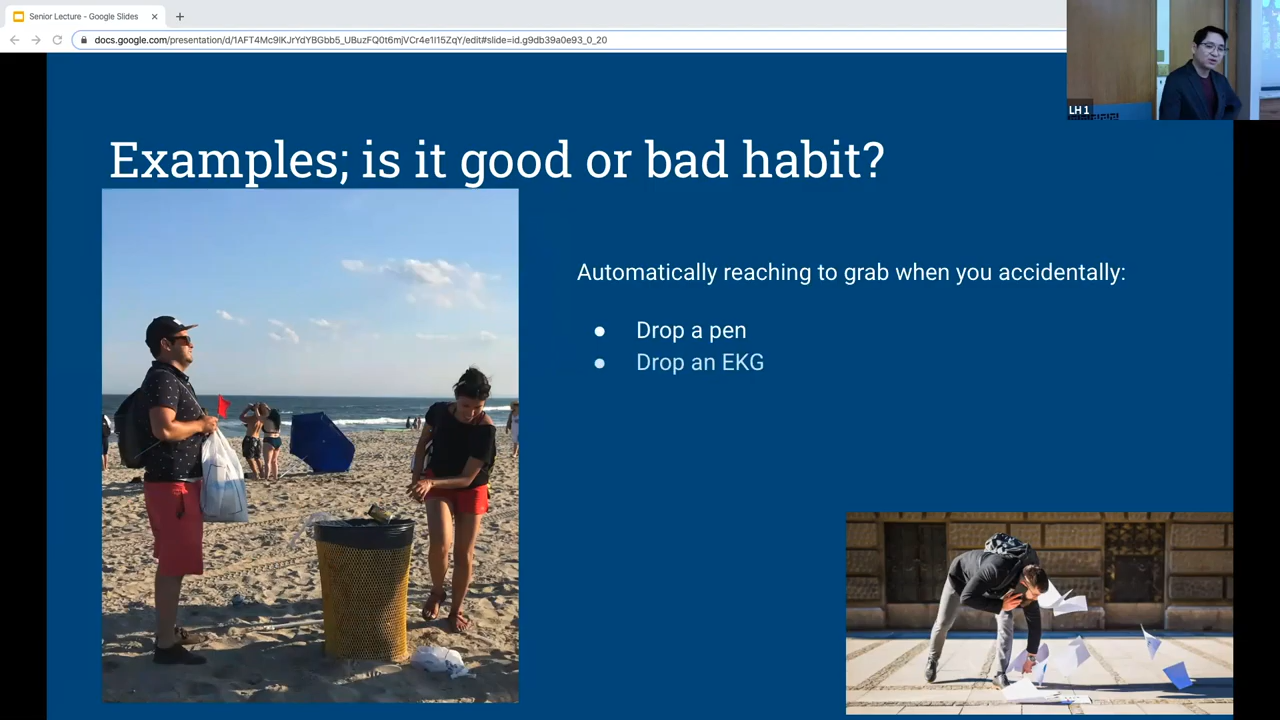 Senior Lecture - Google Slides
docs.google.com/presentation/d/1AFT4Mc9lKJrYdYBGbb5_UBuzFQ0t6mjVCr4e1I15ZqY/edit#slide=id.g9db39a0e93_0_20
LH 1
Examples; is it good or bad habit?
Automatically reaching to grab when you accidentally:
● Drop a pen
● Drop an EKG